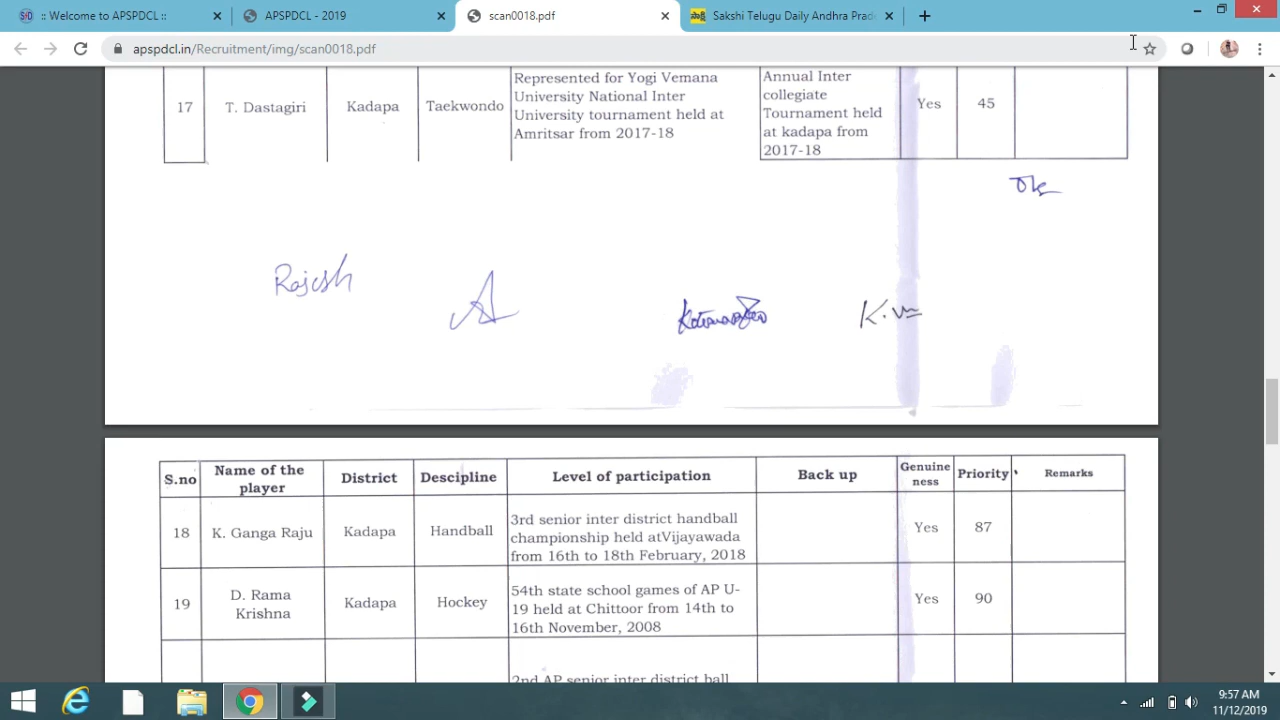 :: Welcome to APSPDCL ::
APSPDCL - 2019
scan0018.pdf
Sakshi Telugu Daily Andhra Prad
apspdcl.in/Recruitment/img/scan0018.pdf
17
T. Dastagiri
Kadapa
Taekwondo
Represented for Yogi Vemana
University National Inter
University tournament held at
Amritsar from 2017-18
Annual Inter
collegiate
Tournament held
at kadapa from
2017-18
Yes
45
Rajesh
S.no
Name of the
player
District
Descipline
Level of participation
Back up
Genuine
ness
Priority
Remarks
18
K. Ganga Raju
Kadapa
Handball
3rd senior inter district handball
championship held atVijayawada
from 16th to 18th February, 2018
Yes
87
19
D. Rama
Krishna
Kadapa
Hockey
54th state school games of AP U-
19 held at Chittoor from 14th to
16th November, 2008
Yes
90
2nd AP senior inter district ball
9:57 AM
11/12/2019